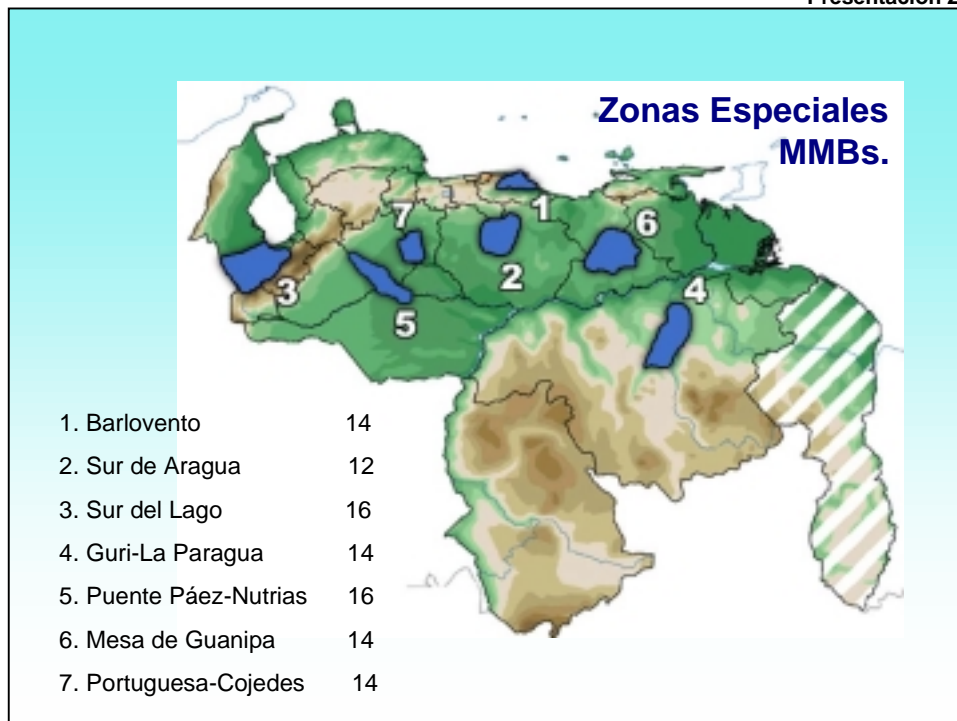 Zonas Especiales
MMBs.
1
2
3
4
5
6
7
1. Barlovento 14
2. Sur de Aragua 12
3. Sur del Lago 16
4. Guri-La Paragua 14
5. Puente Páez-Nutrias 16
6. Mesa de Guanipa 14
7. Portuguesa-Cojedes 14